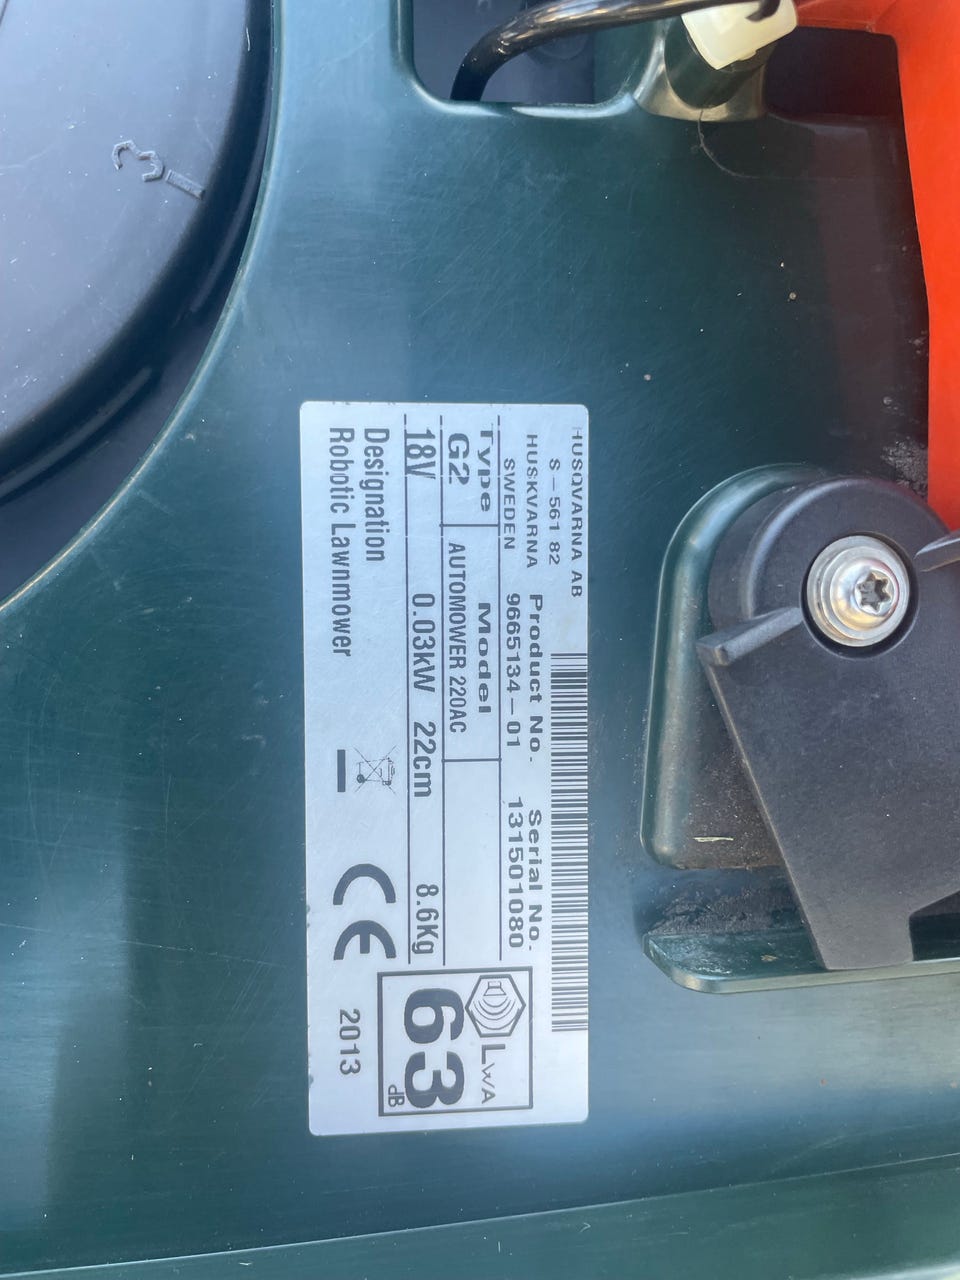 HUSQVARNA AB
S-561 82
HUSKVARNA Product No. Serial No.
SWEDEN 9665134-01 131501080
Type Model
G2 AUTOMOWER 220AC
18V 0.03kW 22cm 8.6Kg
Designation
Robotic Lawnmower
CE
2013
LWA
63
dB